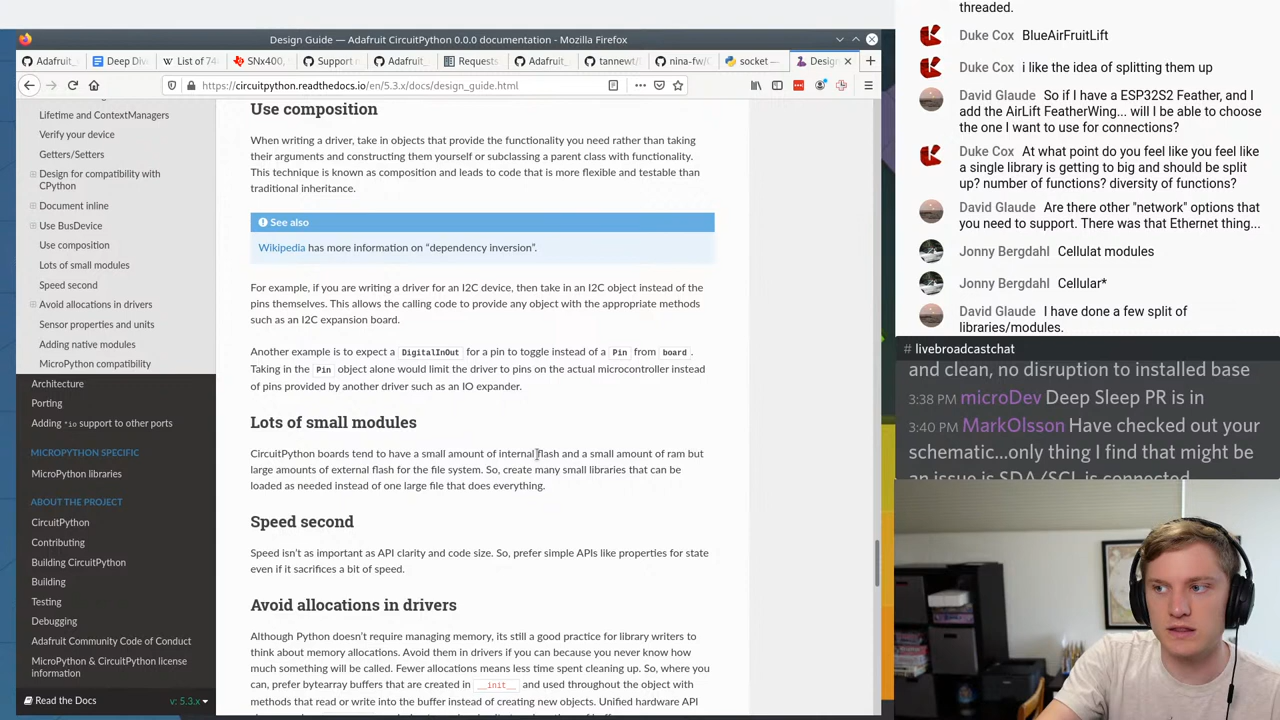 Design Guide — Adafruit CircuitPython 0.0.0 documentation - Mozilla Firefox
Adafruit_
Deep Div
List of 74
SNx400,
Support n
Adafruit_
Requests
Adafruit_
tannewt/
nina-fw/C
socket —
Design
https://circuitpython.readthedocs.io/en/5.3.x/docs/design_guide.html
Lifetime and ContextManagers
Verify your device
Getters/Setters
Design for compatibility with
CPython
Document inline
Use BusDevice
Use composition
Lots of small modules
Speed second
Avoid allocations in drivers
Sensor properties and units
Adding native modules
MicroPython compatibility
Architecture
Porting
Adding *io support to other ports
MICROPYTHON SPECIFIC
MicroPython libraries
ABOUT THE PROJECT
CircuitPython
Contributing
Building CircuitPython
Building
Testing
Debugging
Adafruit Community Code of Conduct
MicroPython & CircuitPython license
information
Read the Docs
v: 5.3.x
Use composition
When writing a driver, take in objects that provide the functionality you need rather than taking
their arguments and constructing them yourself or subclassing a parent class with functionality.
This technique is known as composition and leads to code that is more flexible and testable than
traditional inheritance.
See also
Wikipedia has more information on “dependency inversion”.
For example, if you are writing a driver for an I2C device, then take in an I2C object instead of the
pins themselves. This allows the calling code to provide any object with the appropriate methods
such as an I2C expansion board.
Another example is to expect a DigitalInOut for a pin to toggle instead of a Pin from board .
Taking in the Pin object alone would limit the driver to pins on the actual microcontroller instead
of pins provided by another driver such as an IO expander.
Lots of small modules
CircuitPython boards tend to have a small amount of internal flash and a small amount of ram but
large amounts of external flash for the file system. So, create many small libraries that can be
loaded as needed instead of one large file that does everything.
Speed second
Speed isn’t as important as API clarity and code size. So, prefer simple APIs like properties for state
even if it sacrifices a bit of speed.
Avoid allocations in drivers
Although Python doesn’t require managing memory, its still a good practice for library writers to
think about memory allocations. Avoid them in drivers if you can because you never know how
much something will be called. Fewer allocations means less time spent cleaning up. So, where you
can, prefer bytearray buffers that are created in __init__ and used throughout the object with
methods that read or write into the buffer instead of creating new objects. Unified hardware API
threaded.
Duke Cox BlueAirFruitLift
Duke Cox i like the idea of splitting them up
David Glaude So if I have a ESP32S2 Feather, and I
add the AirLift FeatherWing... will I be able to choose
the one I want to use for connections?
Duke Cox At what point do you feel like you feel like
a single library is getting to big and should be split
up? number of functions? diversity of functions?
David Glaude Are there other "network" options that
you need to support. There was that Ethernet thing...
Jonny Bergdahl Cellulat modules
Jonny Bergdahl Cellular*
David Glaude I have done a few split of
libraries/modules.
# livebroadcastchat
and clean, no disruption to installed base
3:38 PM microDev Deep Sleep PR is in
3:40 PM MarkOlsson Have checked out your
schematic...only thing I find that might be
an issue is SDA/SCL is connected